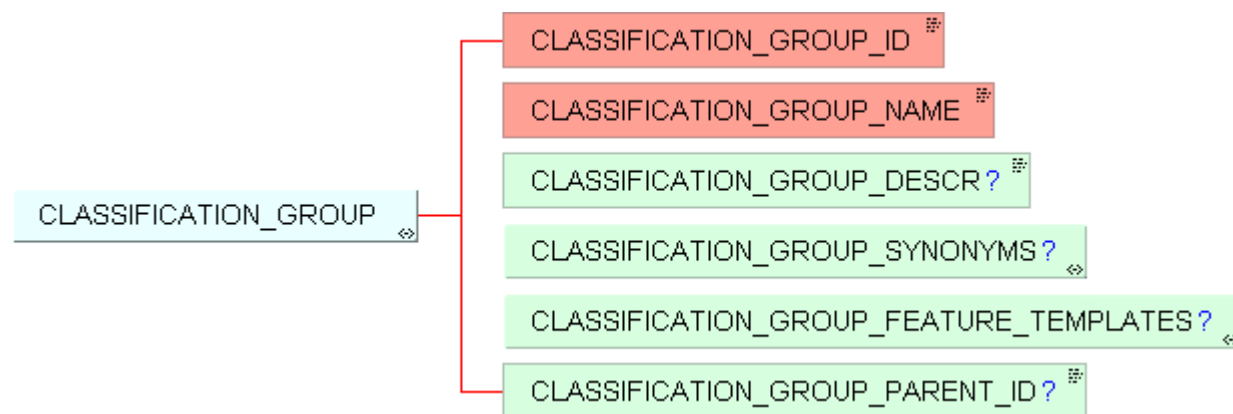 CLASSIFICATION_GROUP_ID
CLASSIFICATION_GROUP_NAME
CLASSIFICATION_GROUP_DESCR?
CLASSIFICATION_GROUP
CLASSIFICATION_GROUP_SYNONYMS?
CLASSIFICATION_GROUP_FEATURE_TEMPLATES?
CLASSIFICATION_GROUP_PARENT_ID?